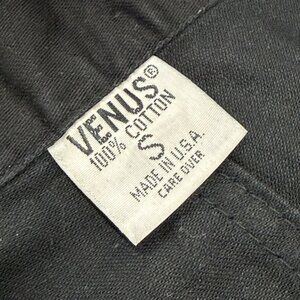 VENUS®
100% COTTON
S
MADE IN U.S.A.
CARE OVER